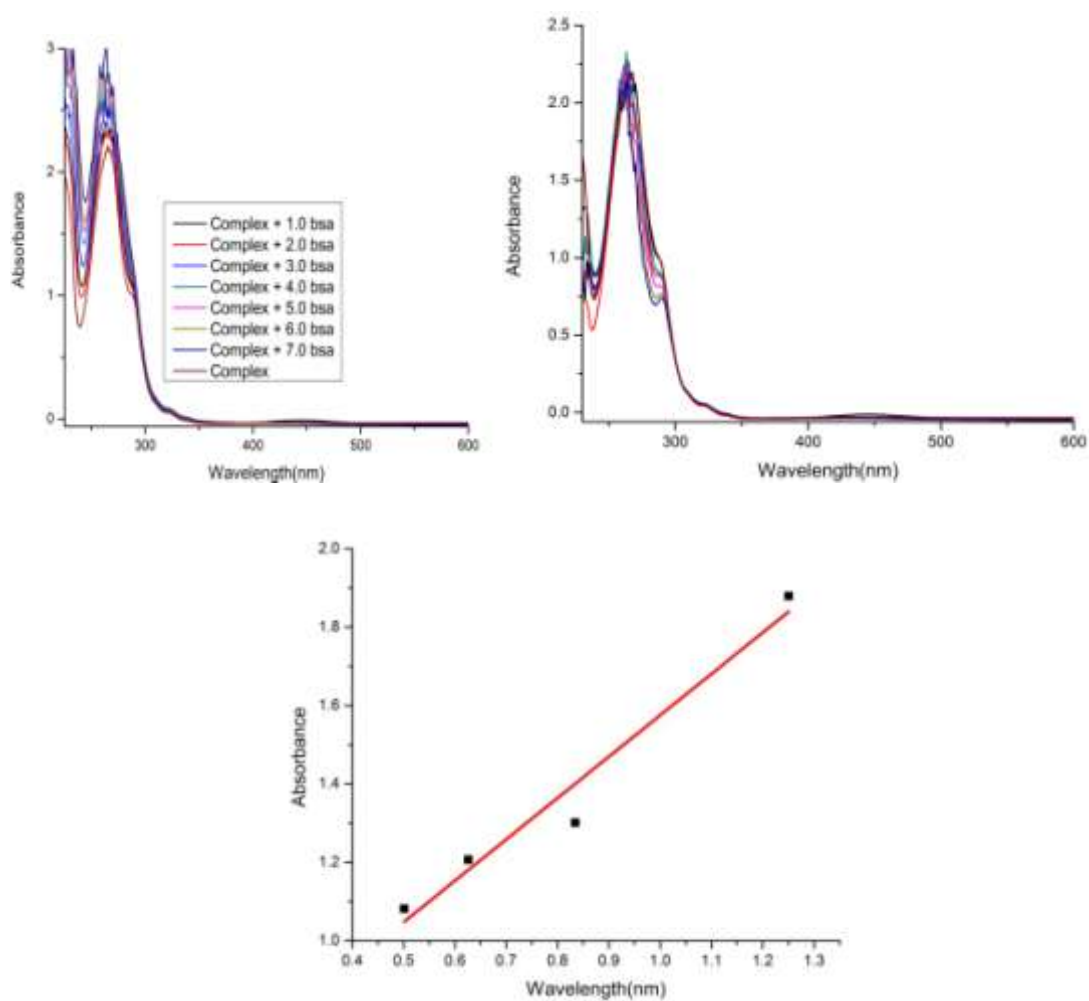 3
2
1
0
Absorbance
Complex + 1.0 bsa
Complex + 2.0 bsa
Complex + 3.0 bsa
Complex + 4.0 bsa
Complex + 5.0 bsa
Complex + 6.0 bsa
Complex + 7.0 bsa
Complex
300 400 500 600
Wavelength(nm)
2.5
2.0
1.5
1.0
0.5
0.0
Absorbance
300 400 500 600
Wavelength(nm)
2.0
1.8
1.6
1.4
1.2
1.0
Absorbance
0.4 0.5 0.6 0.7 0.8 0.9 1.0 1.1 1.2 1.3
Wavelength(nm)